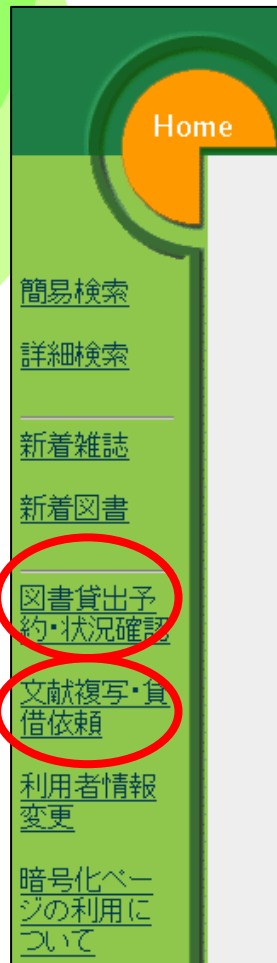 Home
簡易検索
詳細検索
新着雑誌
新着図書
図書貸出予
約・状況確認
文献複写・貸
借依頼
利用者情報
変更
暗号化ペー
ジの利用に
ついて